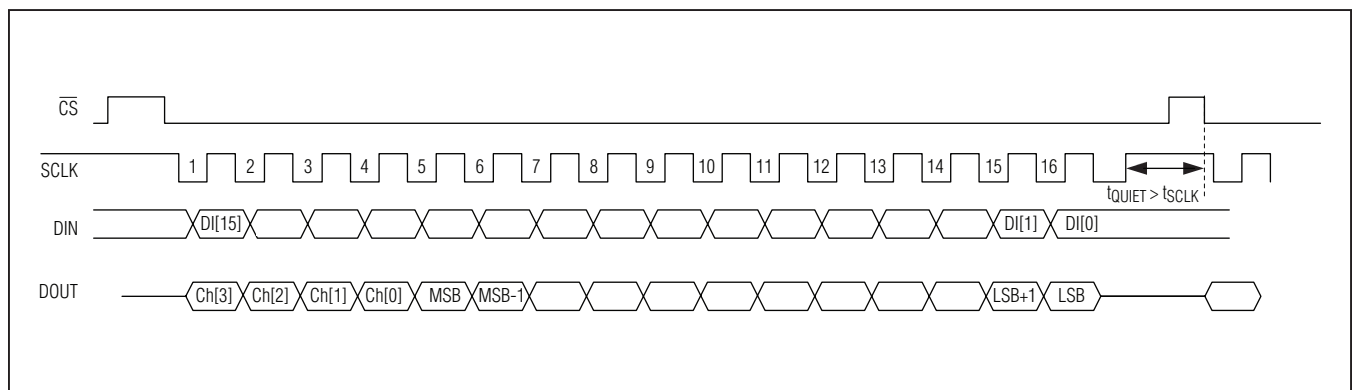 CS
SCLK 1 2 3 4 5 6 7 8 9 10 11 12 13 14 15 16
tQUIET > tSCLK
DIN DI[15] DI[1] DI[0]
DOUT Ch[3] Ch[2] Ch[1] Ch[0] MSB MSB-1 LSB+1 LSB